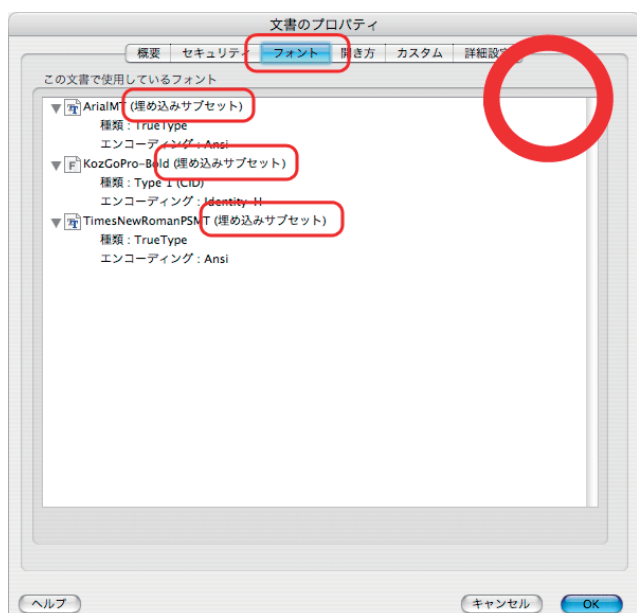 文書のプロパティ
概要 セキュリティ フォント 開き方 カスタム 詳細設定
この文書で使用しているフォント
ArialMT (埋め込みサブセット)
種類 : TrueType
エンコーディング : Ansi
KozGoPro-Bold (埋め込みサブセット)
種類 : Type 1 (CID)
エンコーディング : Identity-H
TimesNewRomanPSMT (埋め込みサブセット)
種類 : TrueType
エンコーディング : Ansi
ヘルプ キャンセル OK